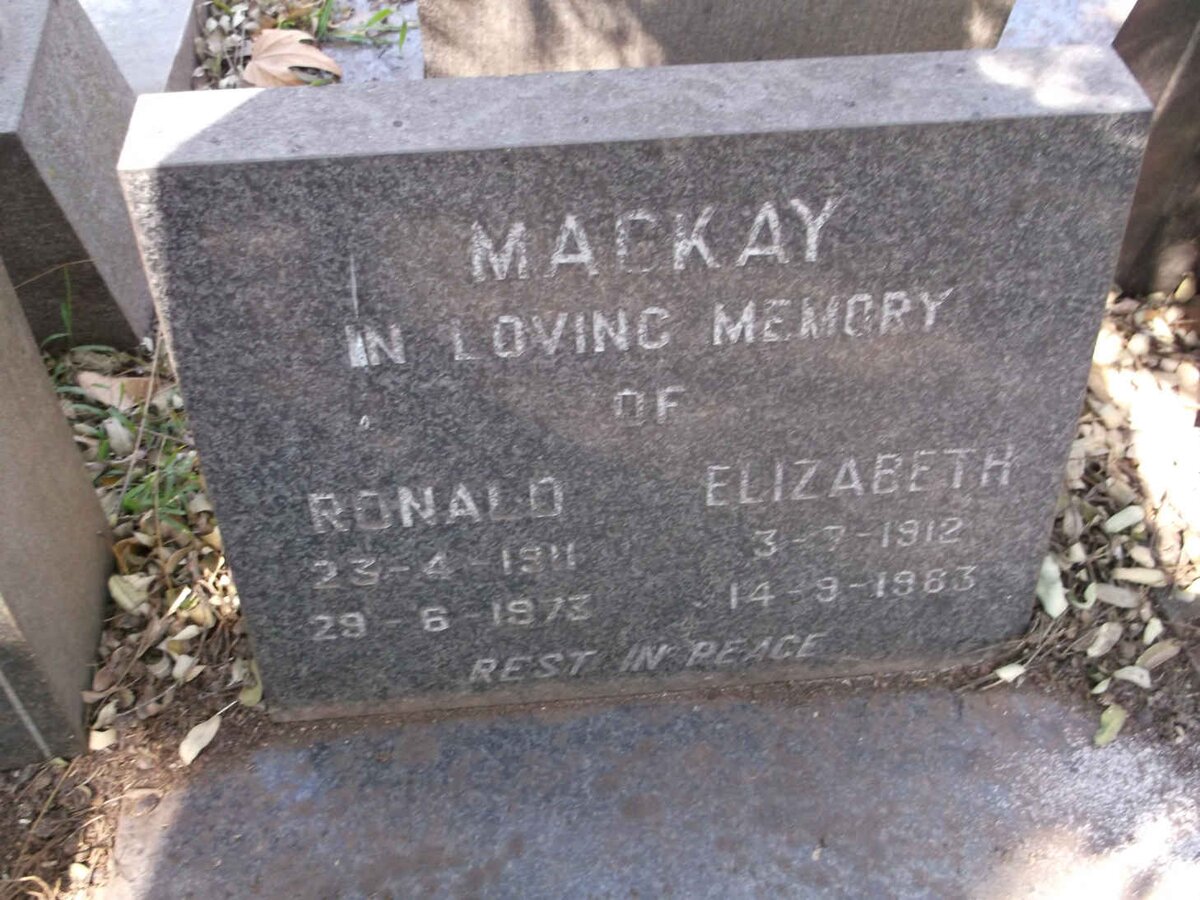 MACKAY
IN LOVING MEMORY
OF
RONALD
23-4-1911
29-6-1973
ELIZABETH
3-7-1912
14-9-1983
REST IN PEACE